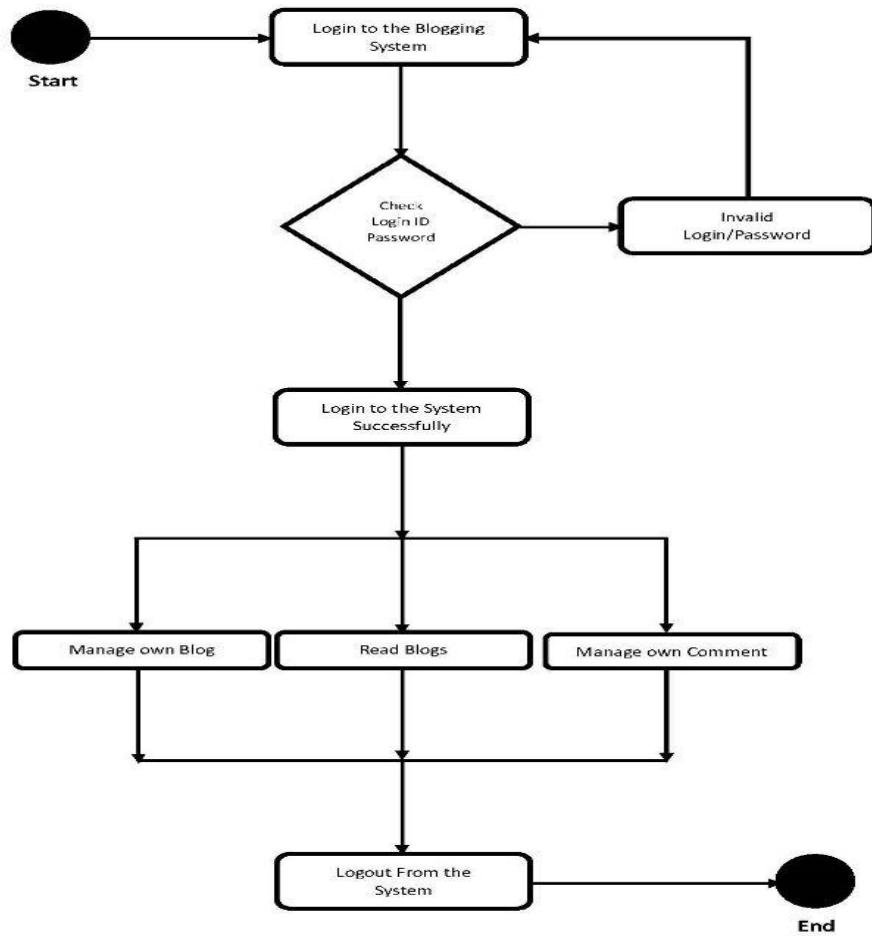 Login to the Blogging
System
Start
Check
Login ID
Password
Invalid
Login/Password
Login to the System
Successfully
Manage own Blog
Read Blogs
Manage own Comment
Logout From the
System
End